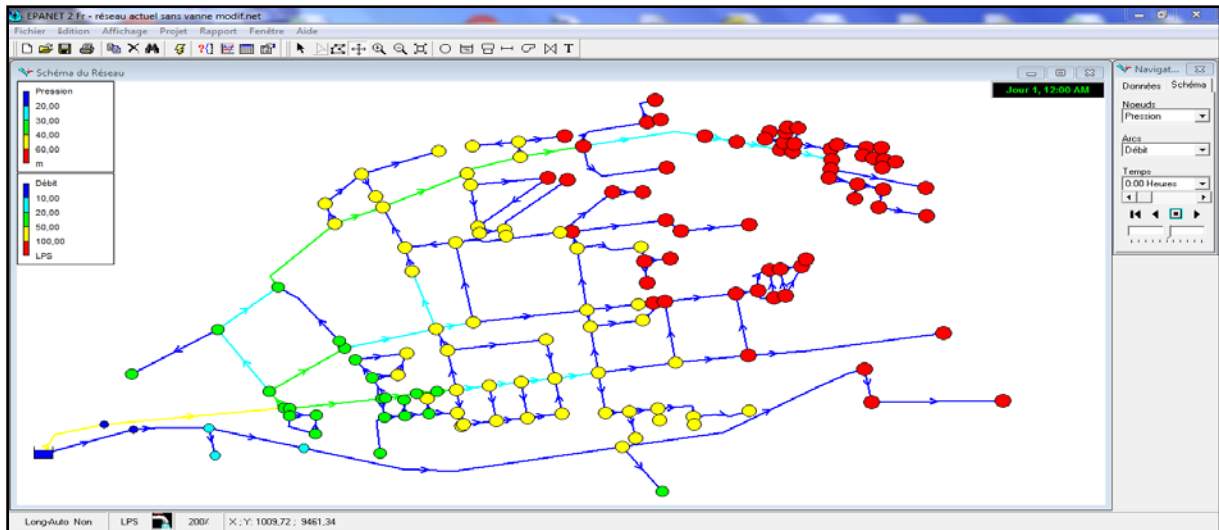 EPANET 2 Fr - réseau actuel sans vanne modif.net
Fichier Edition Affichage Projet Rapport Fenêtre Aide
Schéma du Réseau
Jour 1, 12:00 AM
Pression
20,00
30,00
40,00
60,00
m
Débit
10,00
20,00
50,00
100,00
LPS
Navigat...
Données Schéma
Noeuds
Pression
Arcs
Débit
Temps
0:00 Heures
Long-Auto Non LPS 200% X ; Y: 1009,72 ; 9461,34